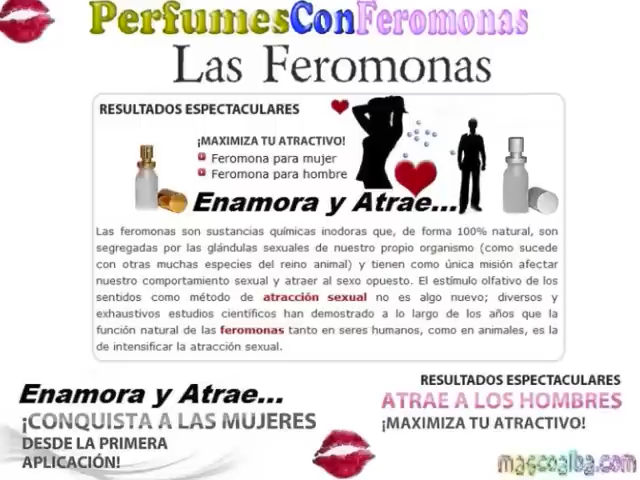 PerfumesConFeromonas
Las Feromonas
RESULTADOS ESPECTACULARES
¡MAXIMIZA TU ATRACTIVO!
Feromona para mujer
Feromona para hombre
Enamora y Atrae...
Las feromonas son sustancias químicas inodoras que, de forma 100% natural, son
segregadas por las glándulas sexuales de nuestro propio organismo (como sucede
con otras muchas especies del reino animal) y tienen como única misión afectar
nuestro comportamiento sexual y atraer al sexo opuesto. El estímulo olfativo de los
sentidos como método de atracción sexual no es algo nuevo; diversos y
exhaustivos estudios científicos han demostrado a lo largo de los años que la
función natural de las feromonas tanto en seres humanos, como en animales, es la
de intensificar la atracción sexual.
Enamora y Atrae...
¡CONQUISTA A LAS MUJERES
DESDE LA PRIMERA
APLICACIÓN!
RESULTADOS ESPECTACULARES
ATRAE A LOS HOMBRES
¡MAXIMIZA TU ATRACTIVO!
mascoalba.com